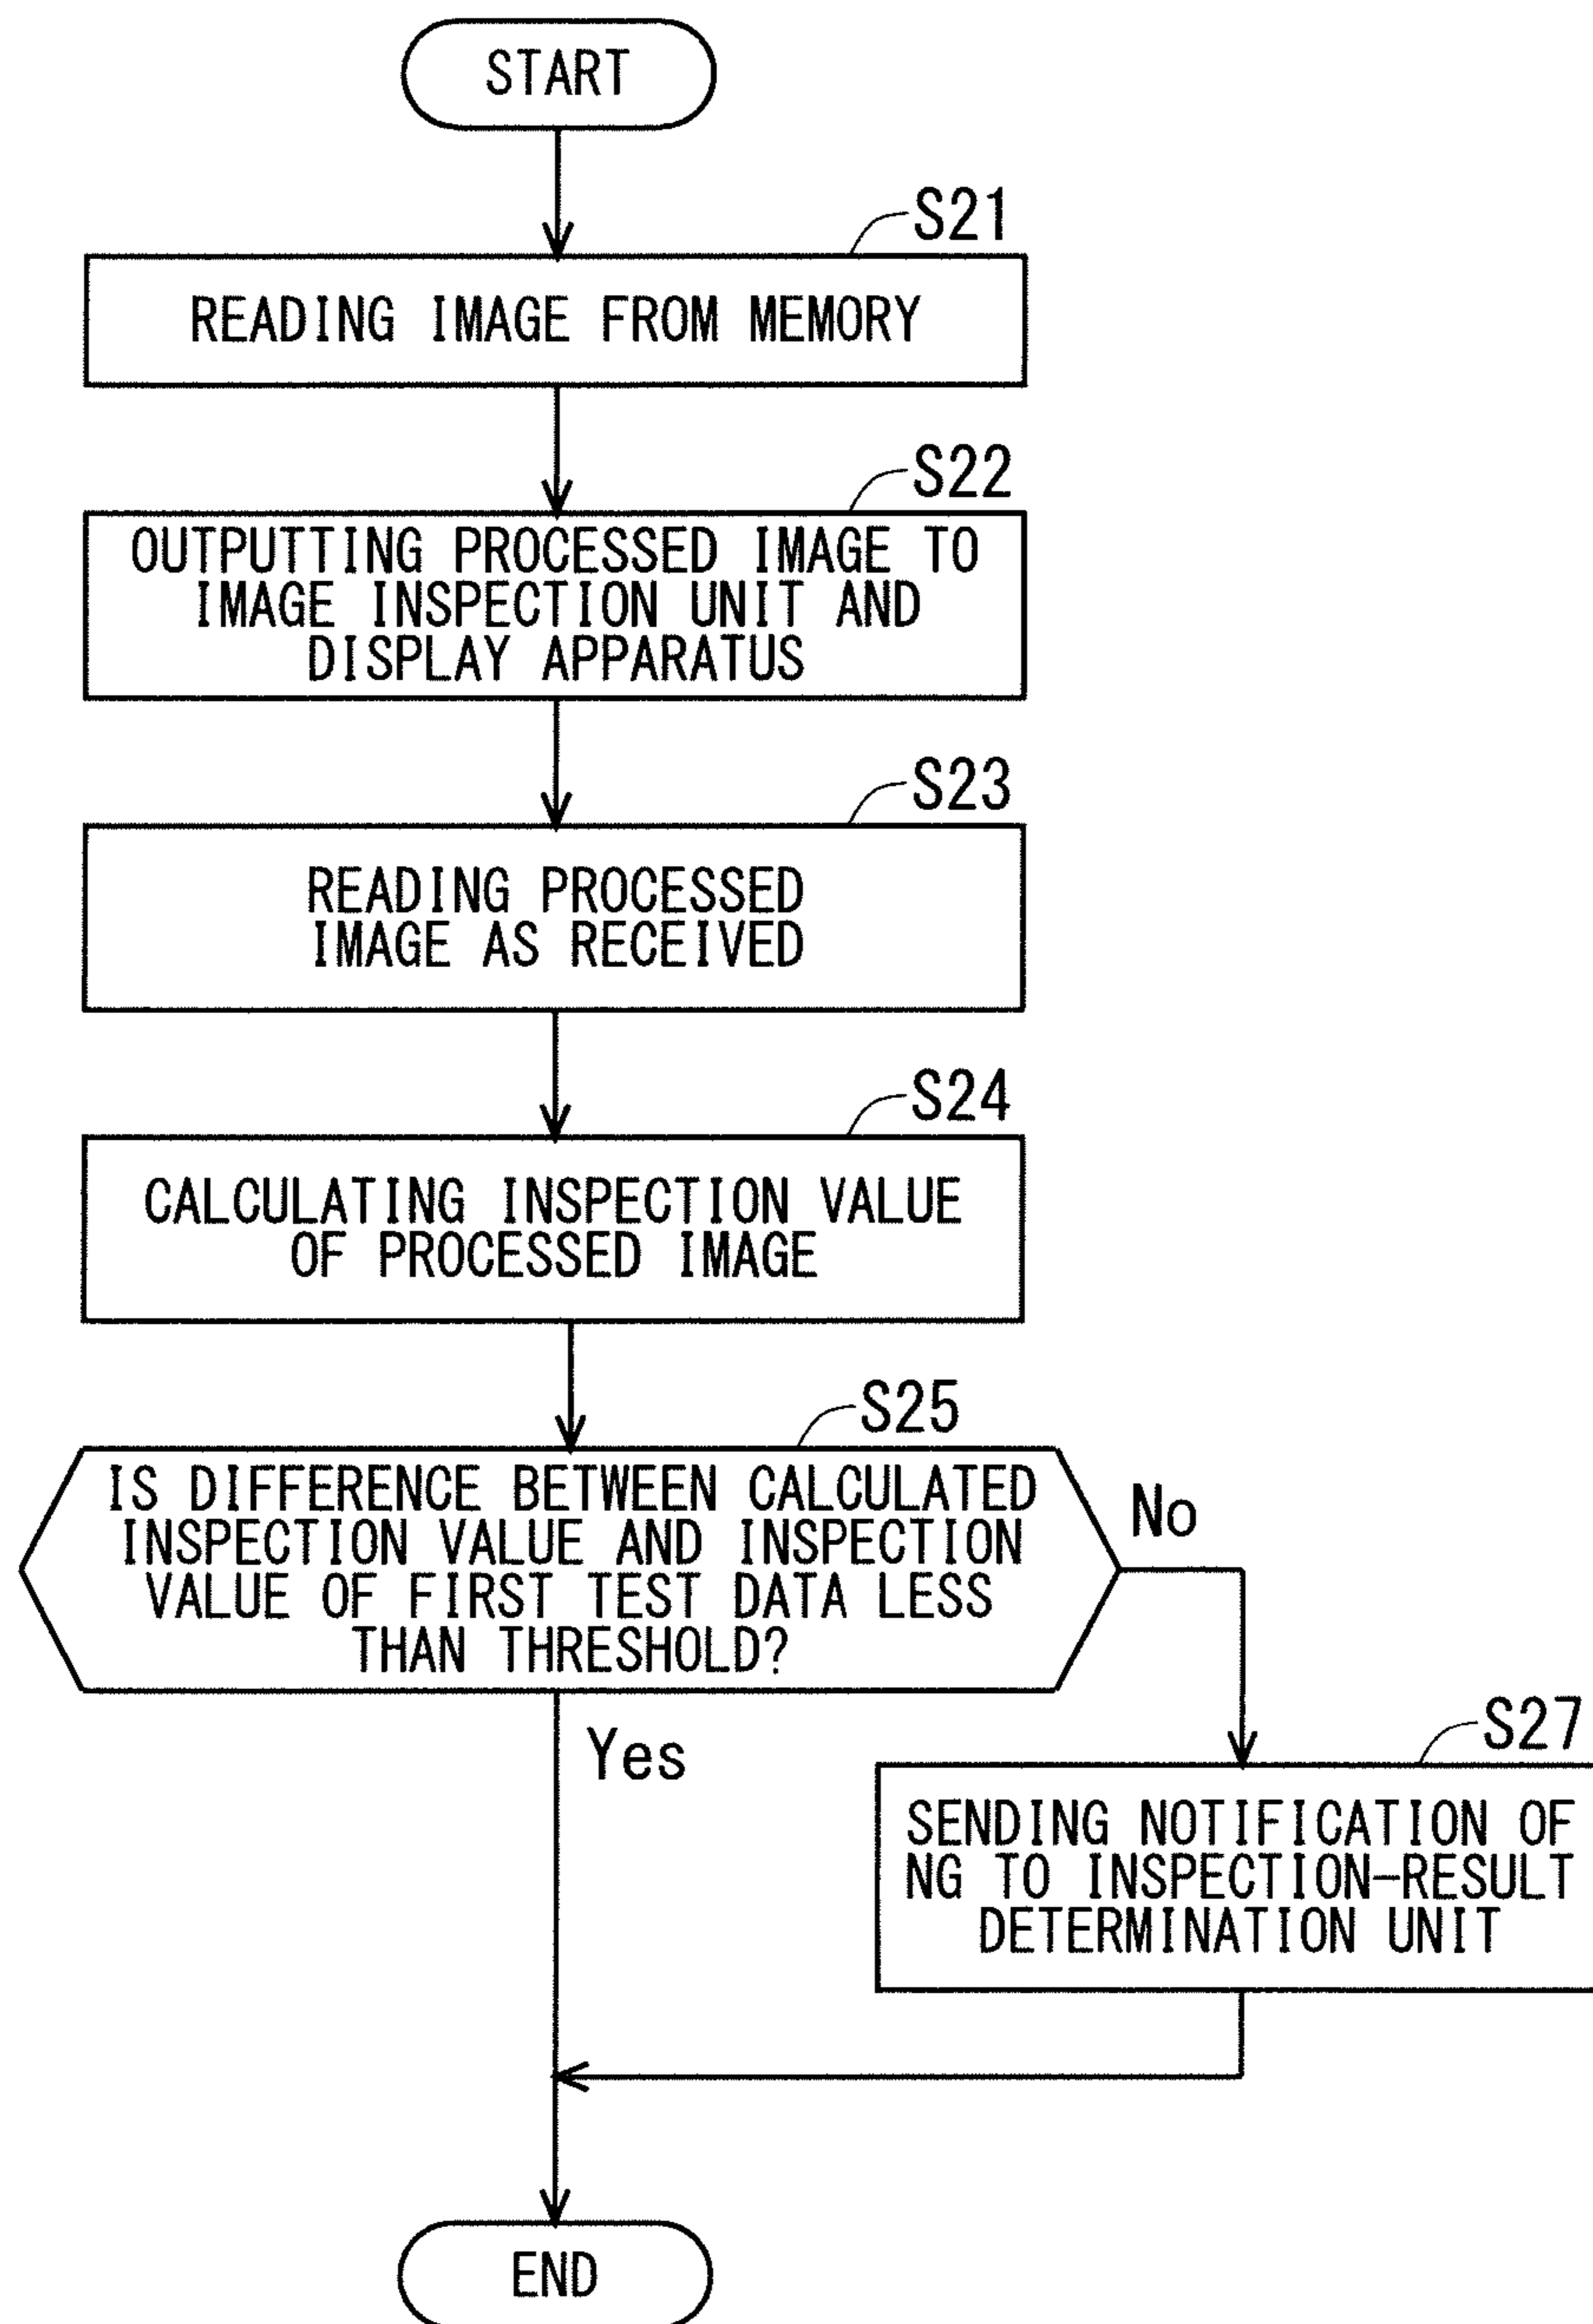 START
S21
READING IMAGE FROM MEMORY
S22
OUTPUTTING PROCESSED IMAGE TO
IMAGE INSPECTION UNIT AND
DISPLAY APPARATUS
S23
READING PROCESSED
IMAGE AS RECEIVED
S24
CALCULATING INSPECTION VALUE
OF PROCESSED IMAGE
S25
IS DIFFERENCE BETWEEN CALCULATED
INSPECTION VALUE AND INSPECTION
VALUE OF FIRST TEST DATA LESS
THAN THRESHOLD?
No
Yes
S27
SENDING NOTIFICATION OF
NG TO INSPECTION-RESULT
DETERMINATION UNIT
END